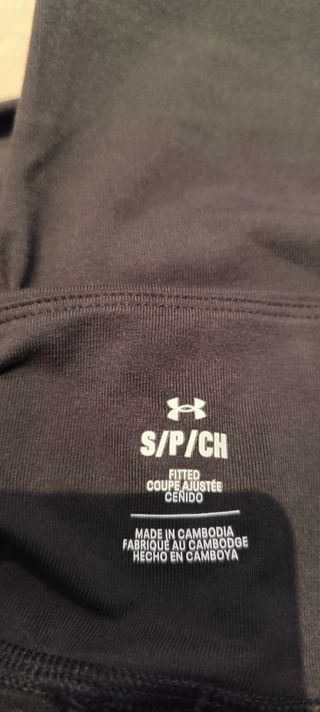 S/P/CH
FITTED
COUPE AJUSTÉE
CEÑIDO
MADE IN CAMBODIA
FABRIQUÉ AU CAMBODGE
HECHO EN CAMBOYA